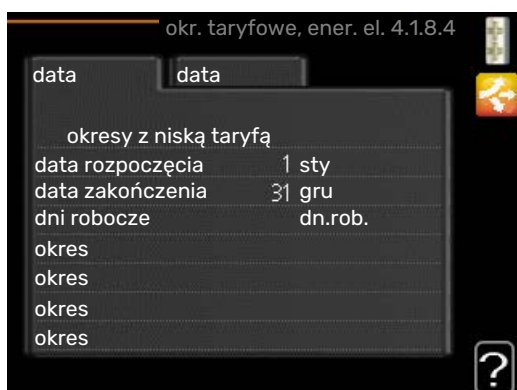 okr. taryfowe, ener. el. 4.1.8.4
data data
okresy z niską taryfą
data rozpoczęcia 1 sty
data zakończenia 31 gru
dni robocze dn.rob.
okres
okres
okres
okres
?